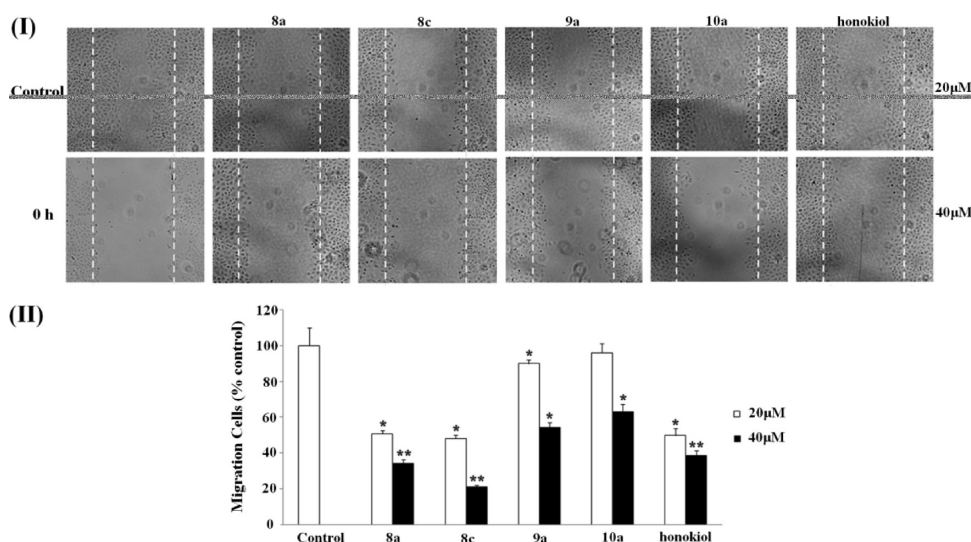 8a 8c 9a 10a honokiol
(I)
Control 20μM
0 h 40μM
(II)
120
100
80
60
40
20
0
Migration Cells (% control)
* ** * ** * * * * **
20μM
40μM
Control 8a 8c 9a 10a honokiol